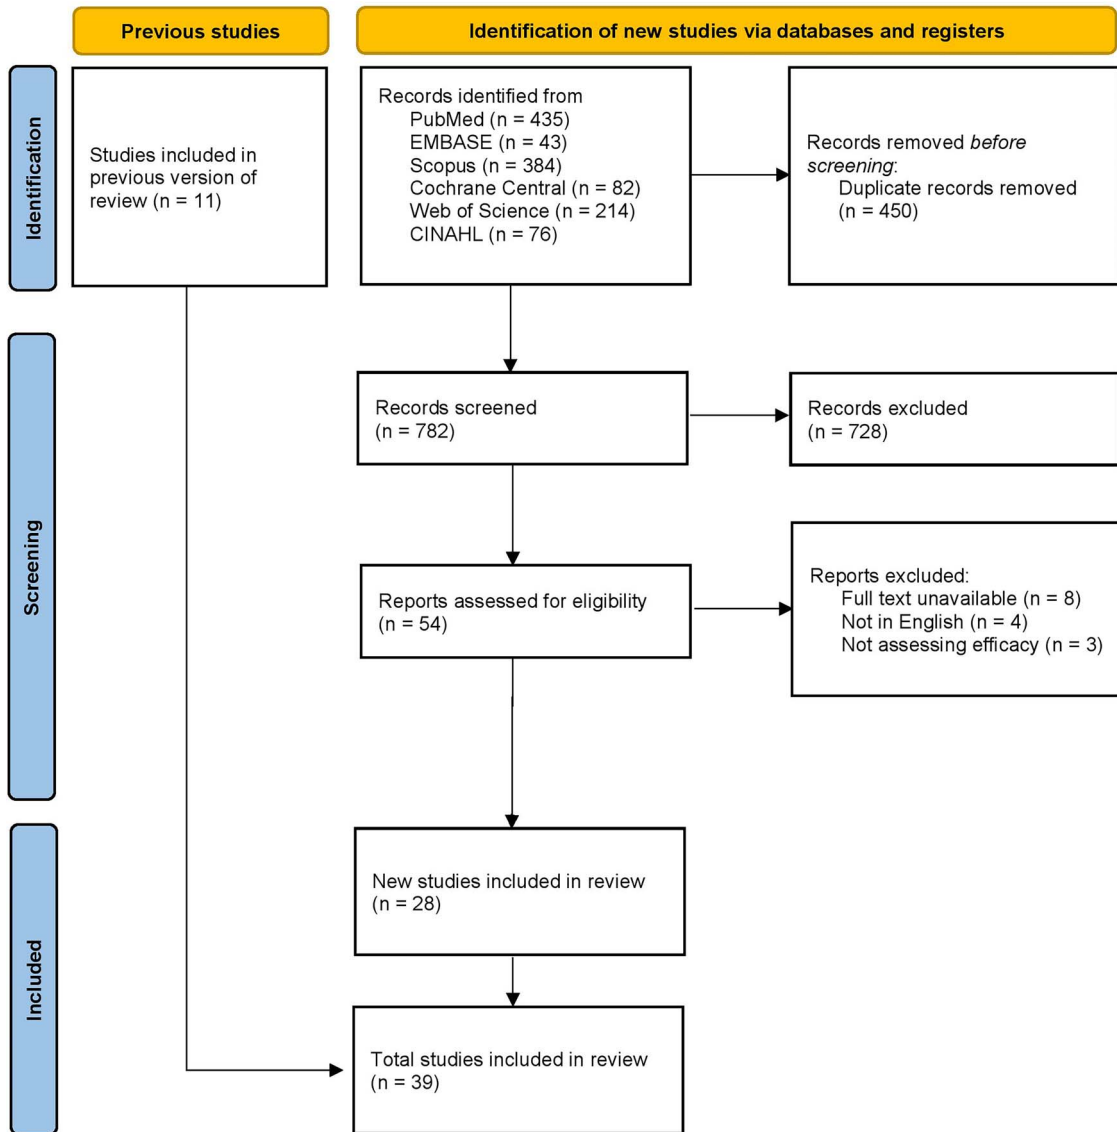 Previous studies
Identification of new studies via databases and registers
Identification
Studies included in
previous version of
review (n = 11)
Records identified from
PubMed (n = 435)
EMBASE (n = 43)
Scopus (n = 384)
Cochrane Central (n = 82)
Web of Science (n = 214)
CINAHL (n = 76)
Records removed before
screening:
Duplicate records removed
(n = 450)
Screening
Records screened
(n = 782)
Records excluded
(n = 728)
Reports assessed for eligibility
(n = 54)
Reports excluded:
Full text unavailable (n = 8)
Not in English (n = 4)
Not assessing efficacy (n = 3)
Included
New studies included in review
(n = 28)
Total studies included in review
(n = 39)